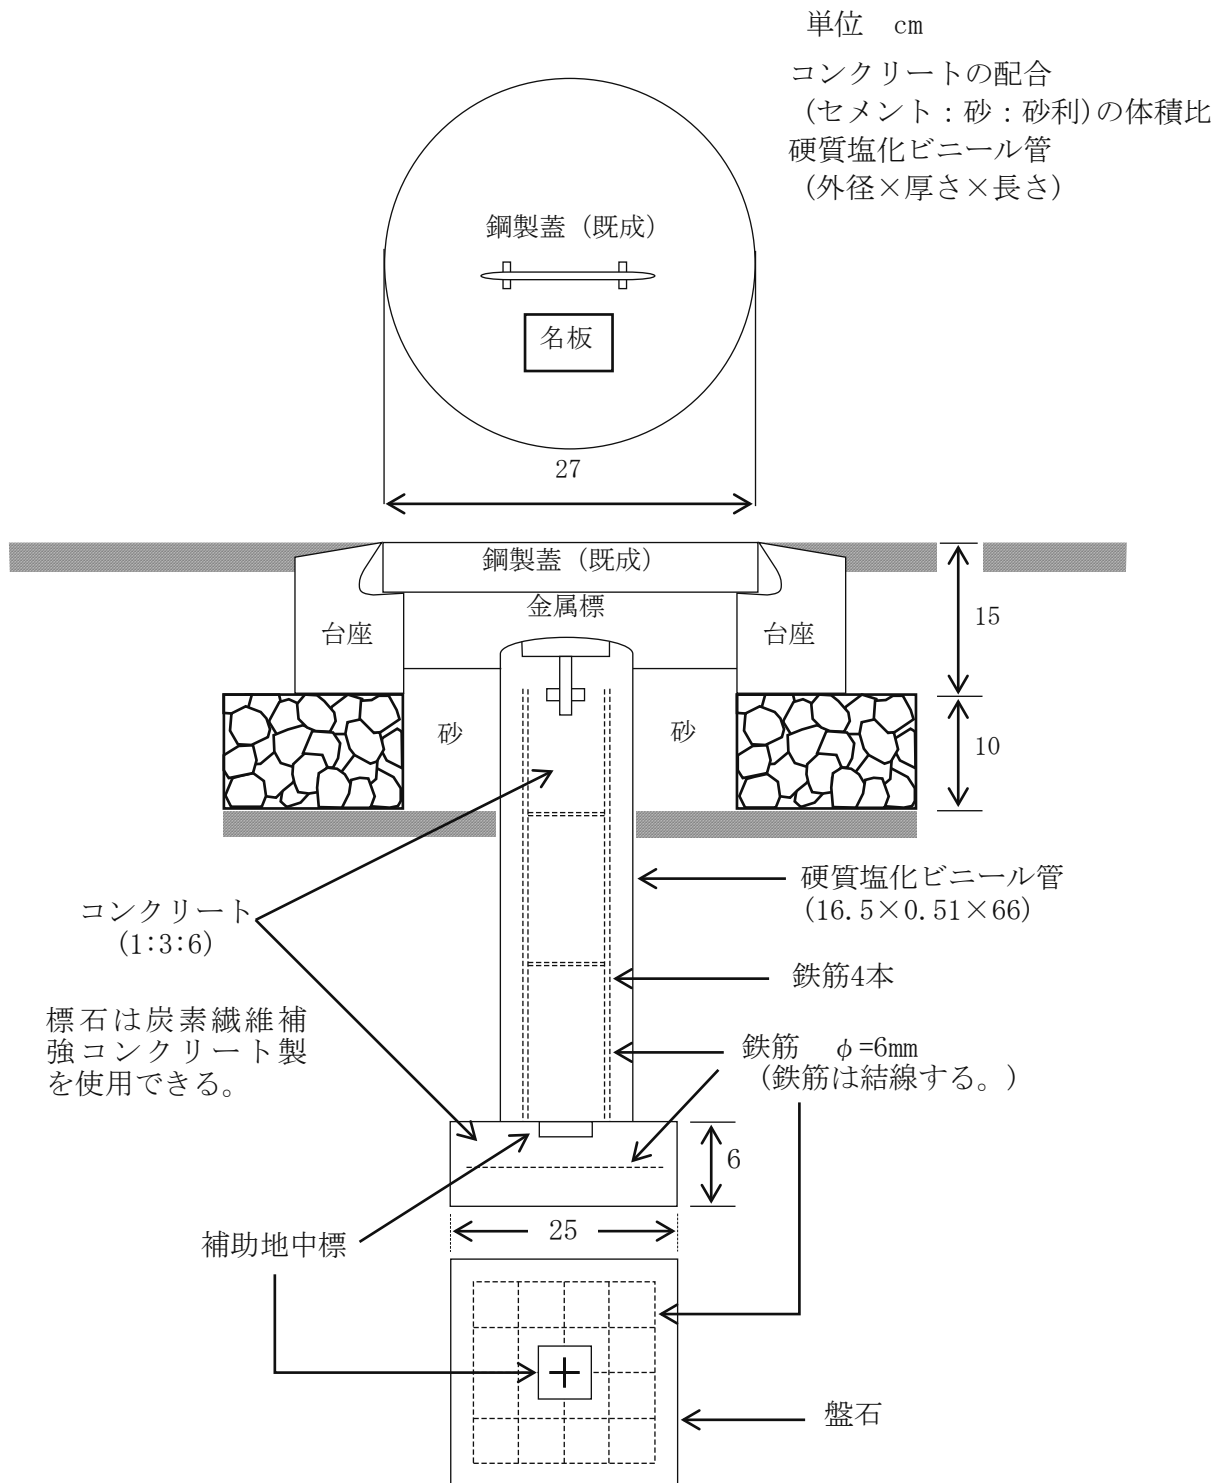 単位　cm
コンクリートの配合
(セメント：砂：砂利)の体積比
硬質塩化ビニール管
(外径×厚さ×長さ)
鋼製蓋（既成）
名板
27
鋼製蓋（既成）
金属標
台座
台座
15
砂
砂
10
硬質塩化ビニール管
(16.5×0.51×66)
コンクリート
(1:3:6)
鉄筋4本
標石は炭素繊維補
強コンクリート製
を使用できる。
鉄筋　φ=6mm
（鉄筋は結線する。）
6
25
補助地中標
盤石